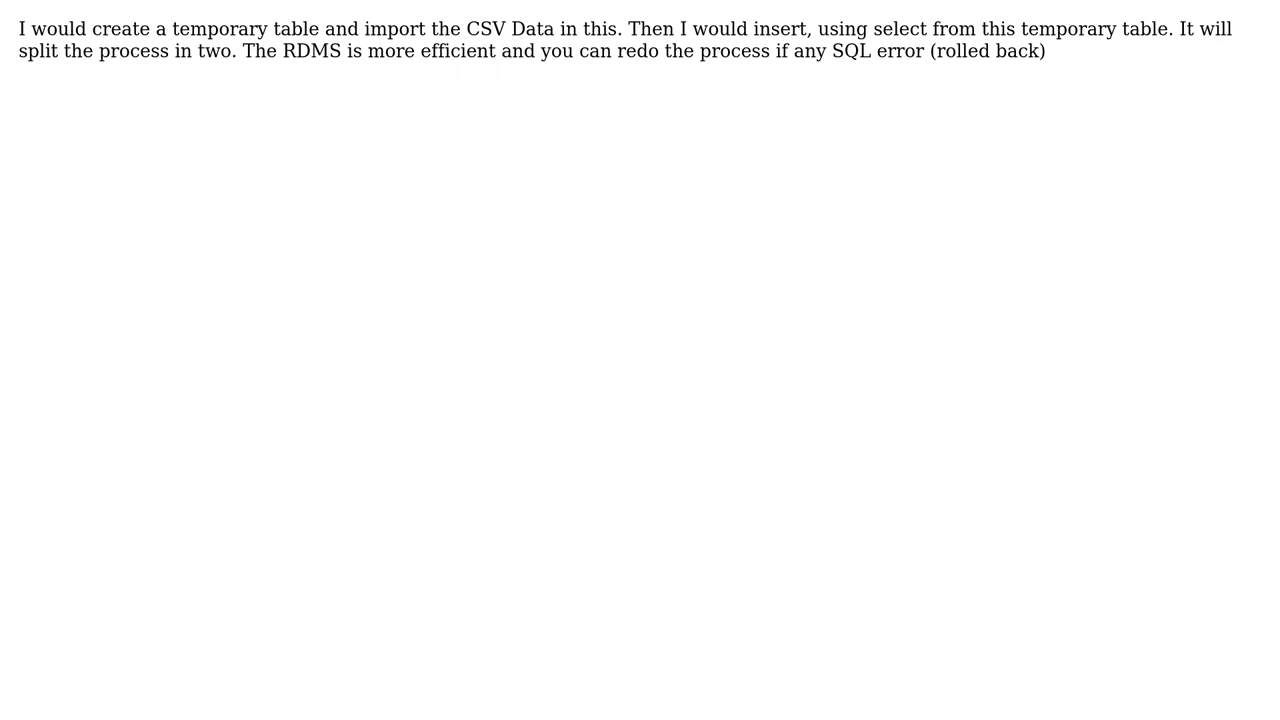 I would create a temporary table and import the CSV Data in this. Then I would insert, using select from this temporary table. It will
split the process in two. The RDMS is more efficient and you can redo the process if any SQL error (rolled back)